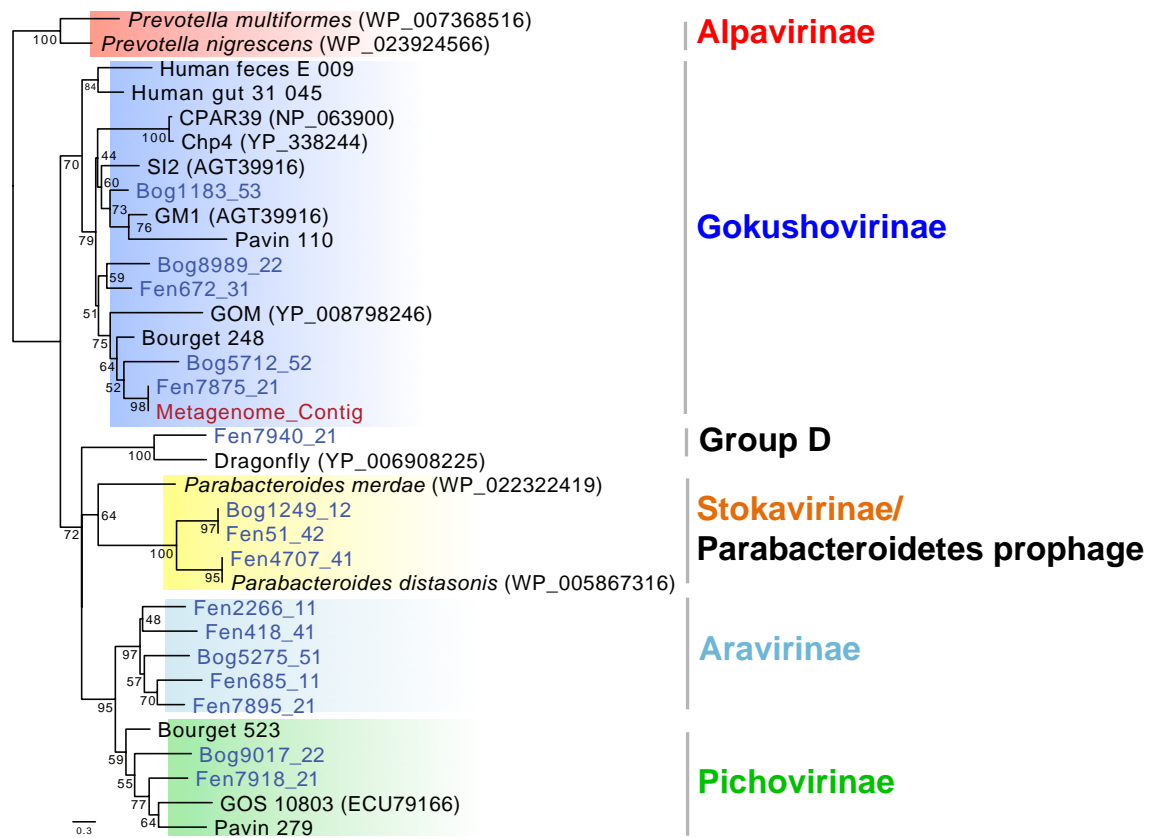 Prevotella multiformes (WP_007368516)
Prevotella nigrescens (WP_023924566)
100
Alpavirinae
Human feces E 009
84
Human gut 31 045
CPAR39 (NP_063900)
100
Chp4 (YP_338244)
44
70
SI2 (AGT39916)
60
Bog1183_53
73
GM1 (AGT39916)
76
Pavin 110
79
Gokushovirinae
Bog8989_22
59
Fen672_31
51
GOM (YP_008798246)
75
Bourget 248
64
Bog5712_52
52
Fen7875_21
98
Metagenome_Contig
Fen7940_21
100
Dragonfly (YP_006908225)
Group D
Parabacteroides merdae (WP_022322419)
64
72
Bog1249_12
97
Fen51_42
100
Fen4707_41
95
Parabacteroides distasonis (WP_005867316)
Stokavirinae/
Parabacteroidetes prophage
Fen2266_11
48
Fen418_41
97
Bog5275_51
57
Fen685_11
70
Fen7895_21
95
Aravirinae
Bourget 523
59
Bog9017_22
55
Fen7918_21
77
GOS 10803 (ECU79166)
64
Pavin 279
Pichovirinae
0.3